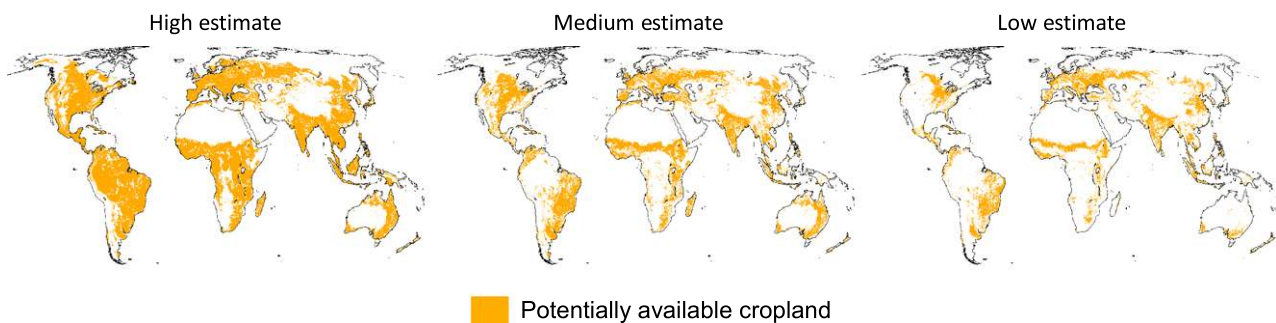 High estimate
Medium estimate
Low estimate
Potentially available cropland